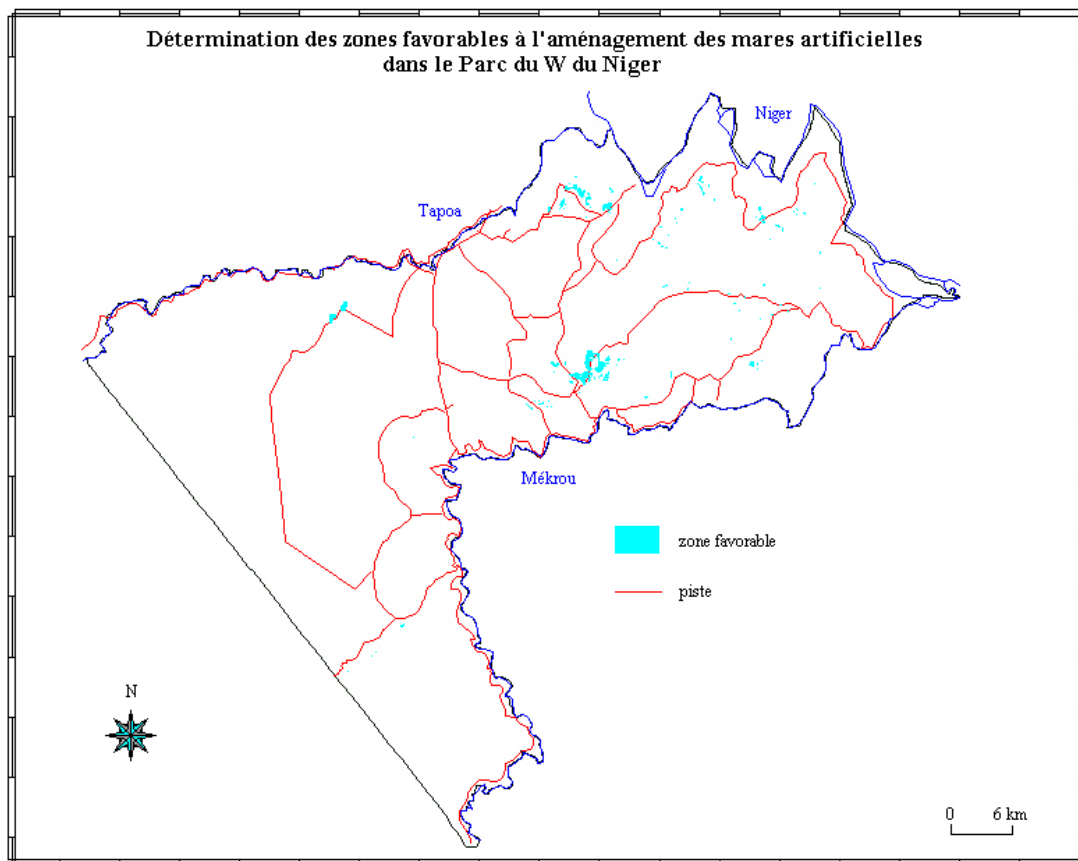 Détermination des zones favorables à l'aménagement des mares artificielles
dans le Parc du W du Niger
Niger
Tapoa
Mékrou
zone favorable
piste
N
0 6 km